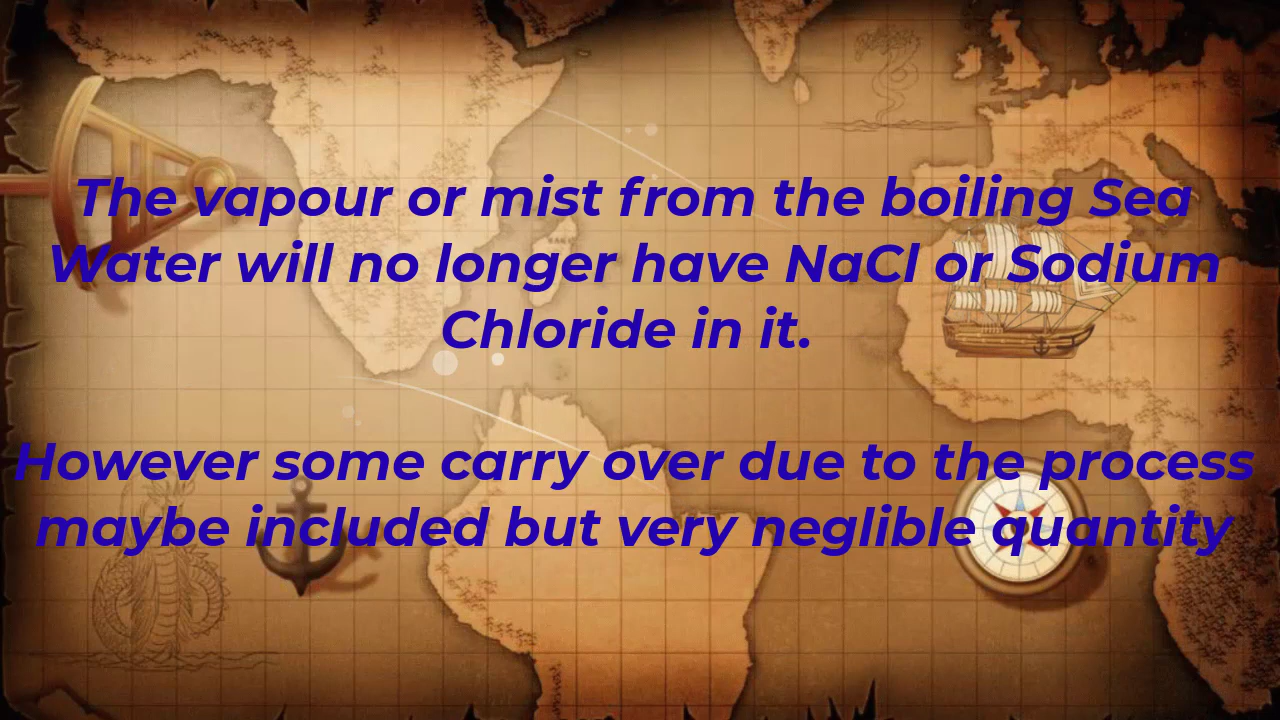 The vapour or mist from the boiling Sea
Water will no longer have NaCl or Sodium
Chloride in it.
However some carry over due to the process
maybe included but very neglible quantity